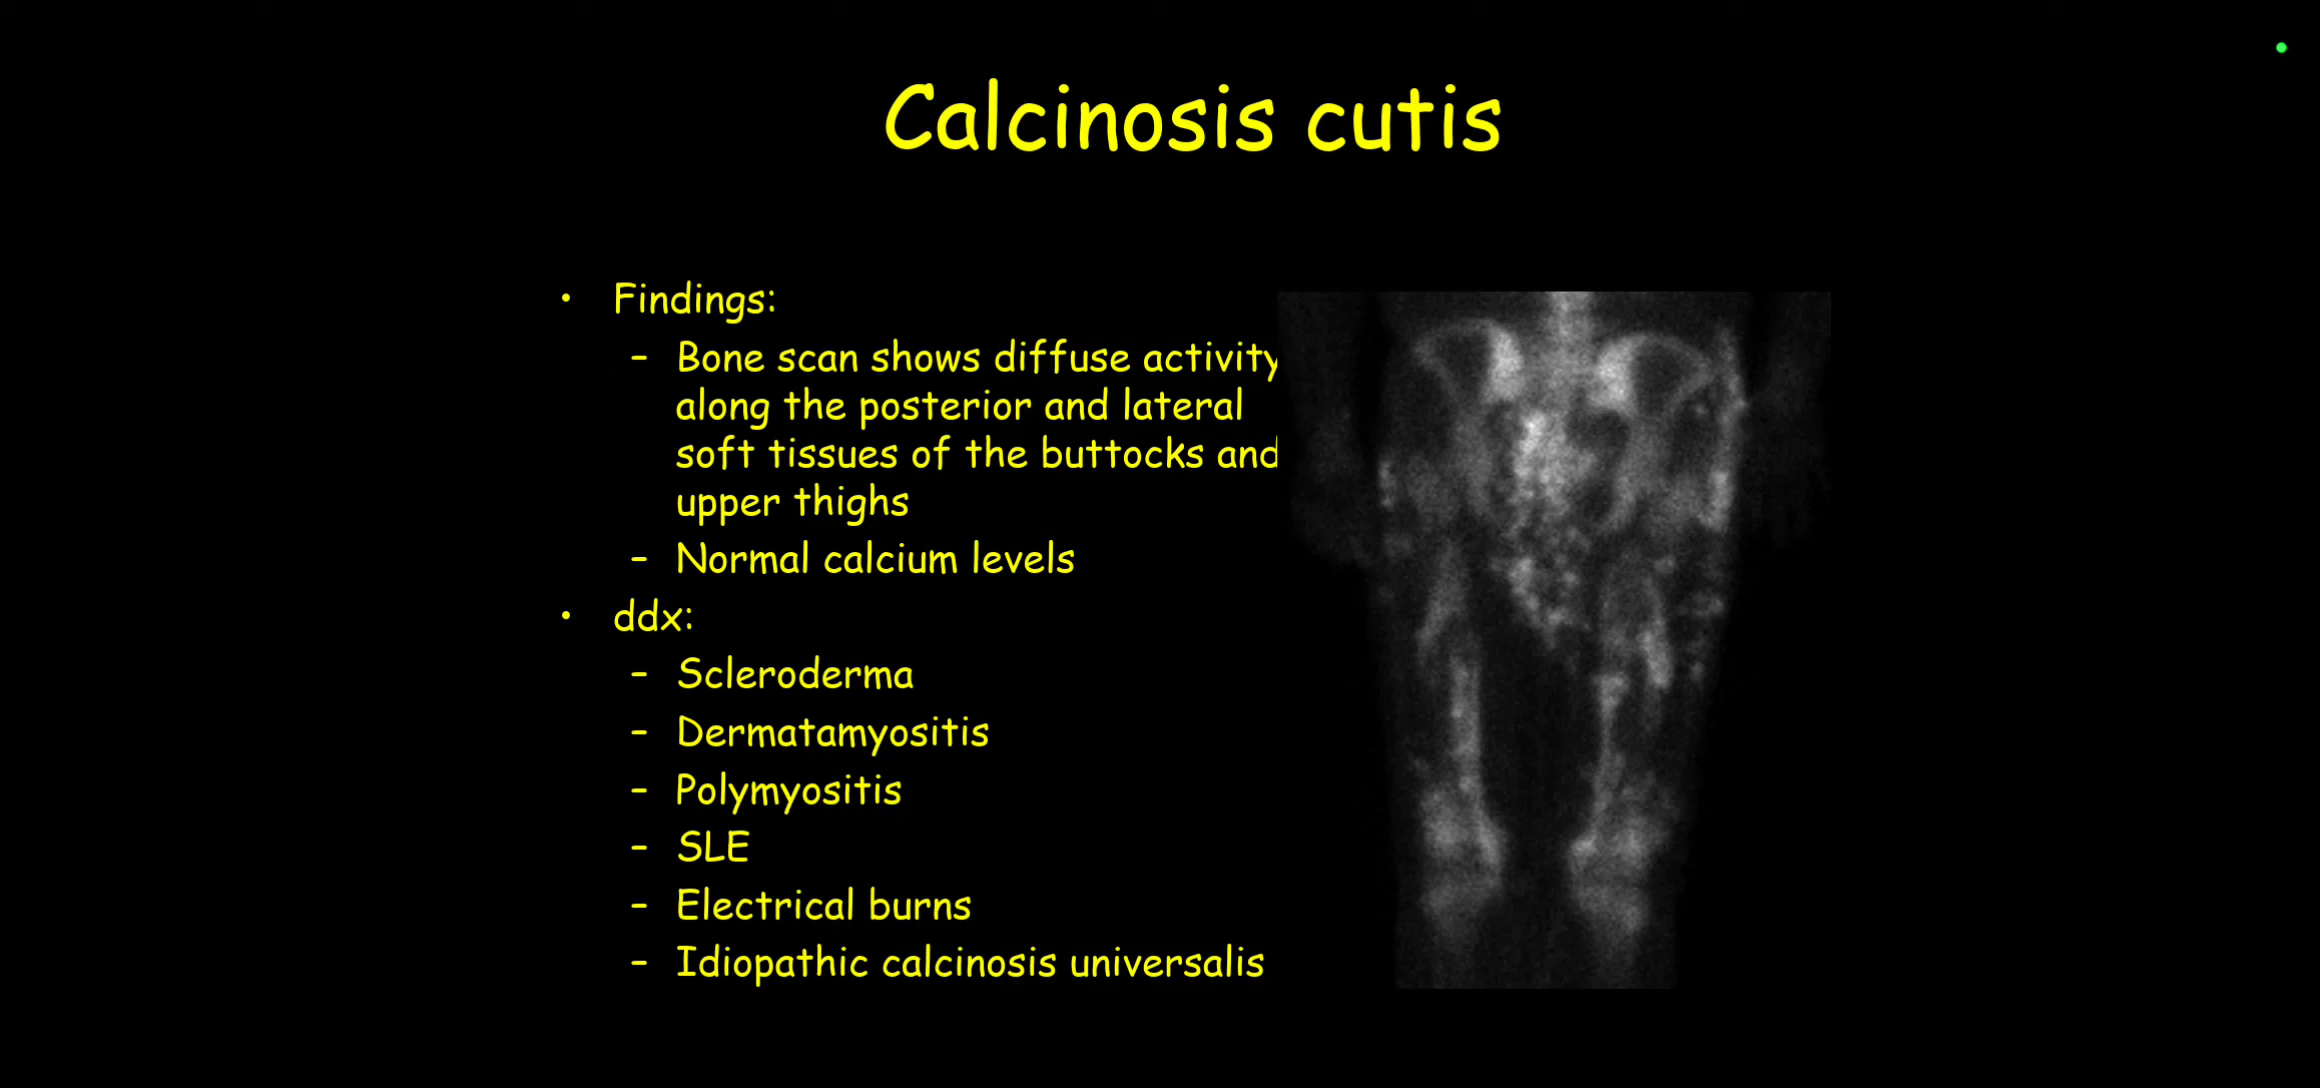 Calcinosis cutis
• Findings:
– Bone scan shows diffuse activity
along the posterior and lateral
soft tissues of the buttocks and
upper thighs
– Normal calcium levels
• ddx:
– Scleroderma
– Dermatamyositis
– Polymyositis
– SLE
– Electrical burns
– Idiopathic calcinosis universalis